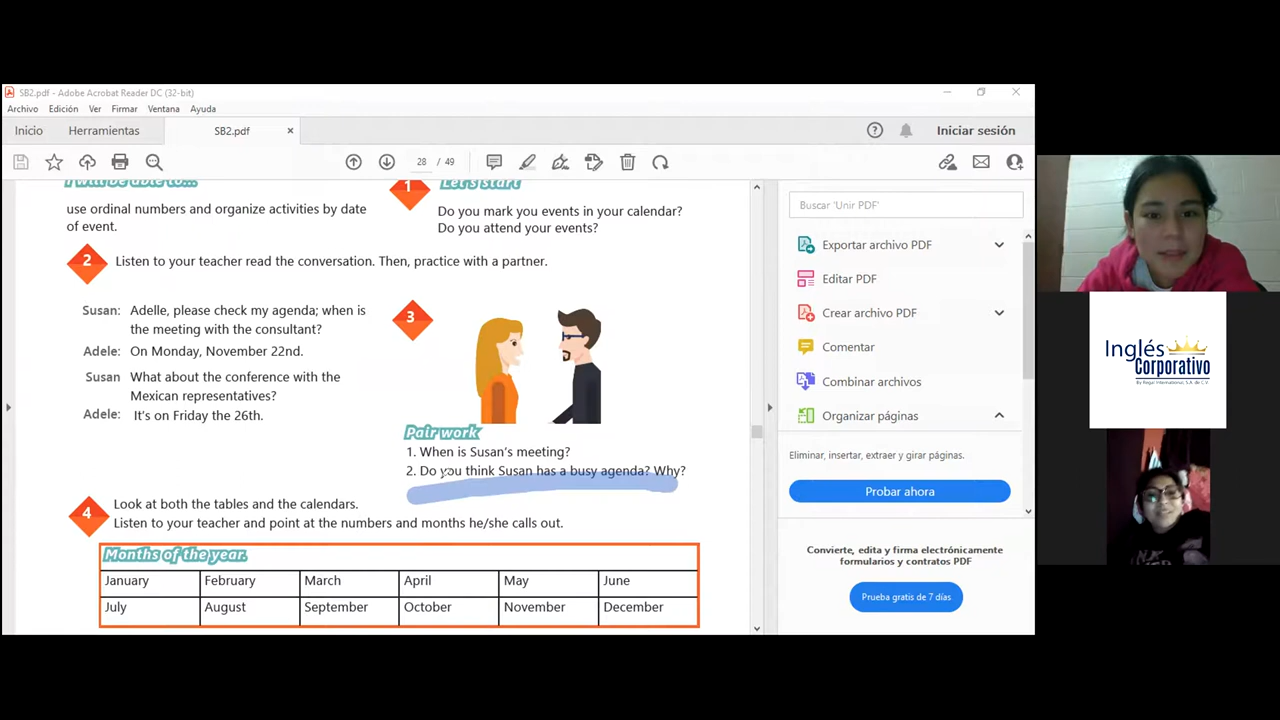 SB2.pdf - Adobe Acrobat Reader DC (32-bit)
Archivo Edición Ver Firmar Ventana Ayuda
Inicio Herramientas SB2.pdf × Iniciar sesión
28 / 49
I will be able to...
use ordinal numbers and organize activities by date
of event.
1 Let's start
Do you mark you events in your calendar?
Do you attend your events?
2 Listen to your teacher read the conversation. Then, practice with a partner.
Susan: Adelle, please check my agenda; when is
the meeting with the consultant?
Adele: On Monday, November 22nd.
Susan What about the conference with the
Mexican representatives?
Adele: It's on Friday the 26th.
3
Pair work
1. When is Susan's meeting?
2. Do you think Susan has a busy agenda? Why?
4 Look at both the tables and the calendars.
Listen to your teacher and point at the numbers and months he/she calls out.
Months of the year.
January February March April May June
July August September October November December
Buscar 'Unir PDF'
Exportar archivo PDF
Editar PDF
Crear archivo PDF
Comentar
Combinar archivos
Organizar páginas
Eliminar, insertar, extraer y girar páginas.
Probar ahora
Convierte, edita y firma electrónicamente
formularios y contratos PDF
Prueba gratis de 7 días
Inglés
Corporativo
By Regal International, S.A. de C.V.